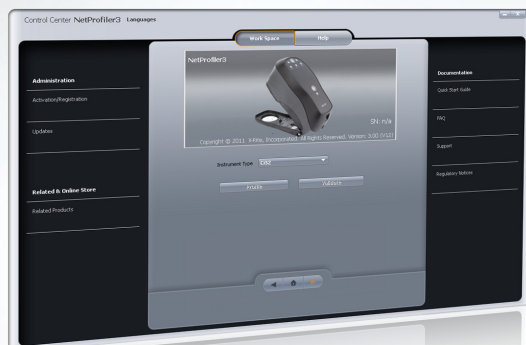 Control Center NetProfiler3 Languages
Work Space
Help
Administration
Activation/Registration
Updates
Related & Online Store
Related Products
NetProfiler3
SN: n/a
Copyright © 2011 X-Rite, Incorporated. All Rights Reserved. Version: 3.00 (V12)
Instrument Type
Profile
Validate
Documentation
Quick Start Guide
FAQ
Support
Regulatory Notices